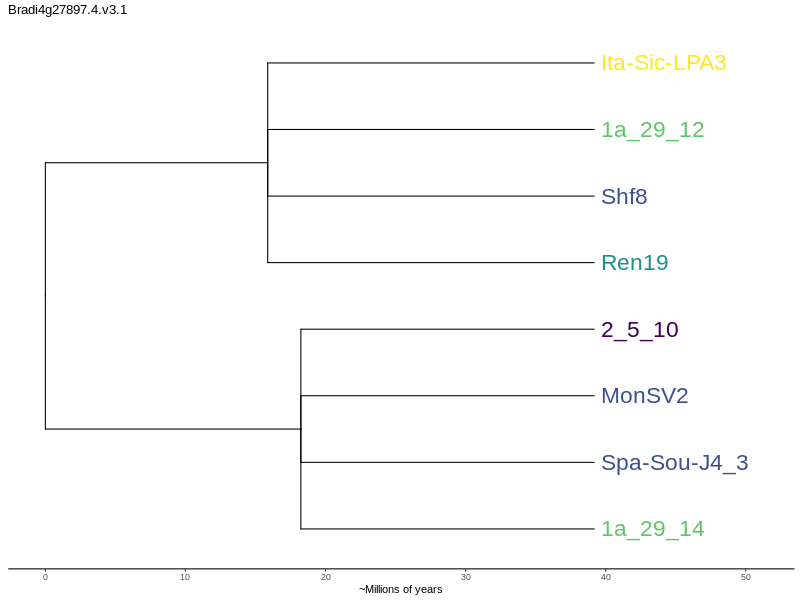 Bradi4g27897.4.v3.1
Ita-Sic-LPA3
1a_29_12
Shf8
Ren19
2_5_10
MonSV2
Spa-Sou-J4_3
1a_29_14
0 10 20 30 40 50
~Millions of years